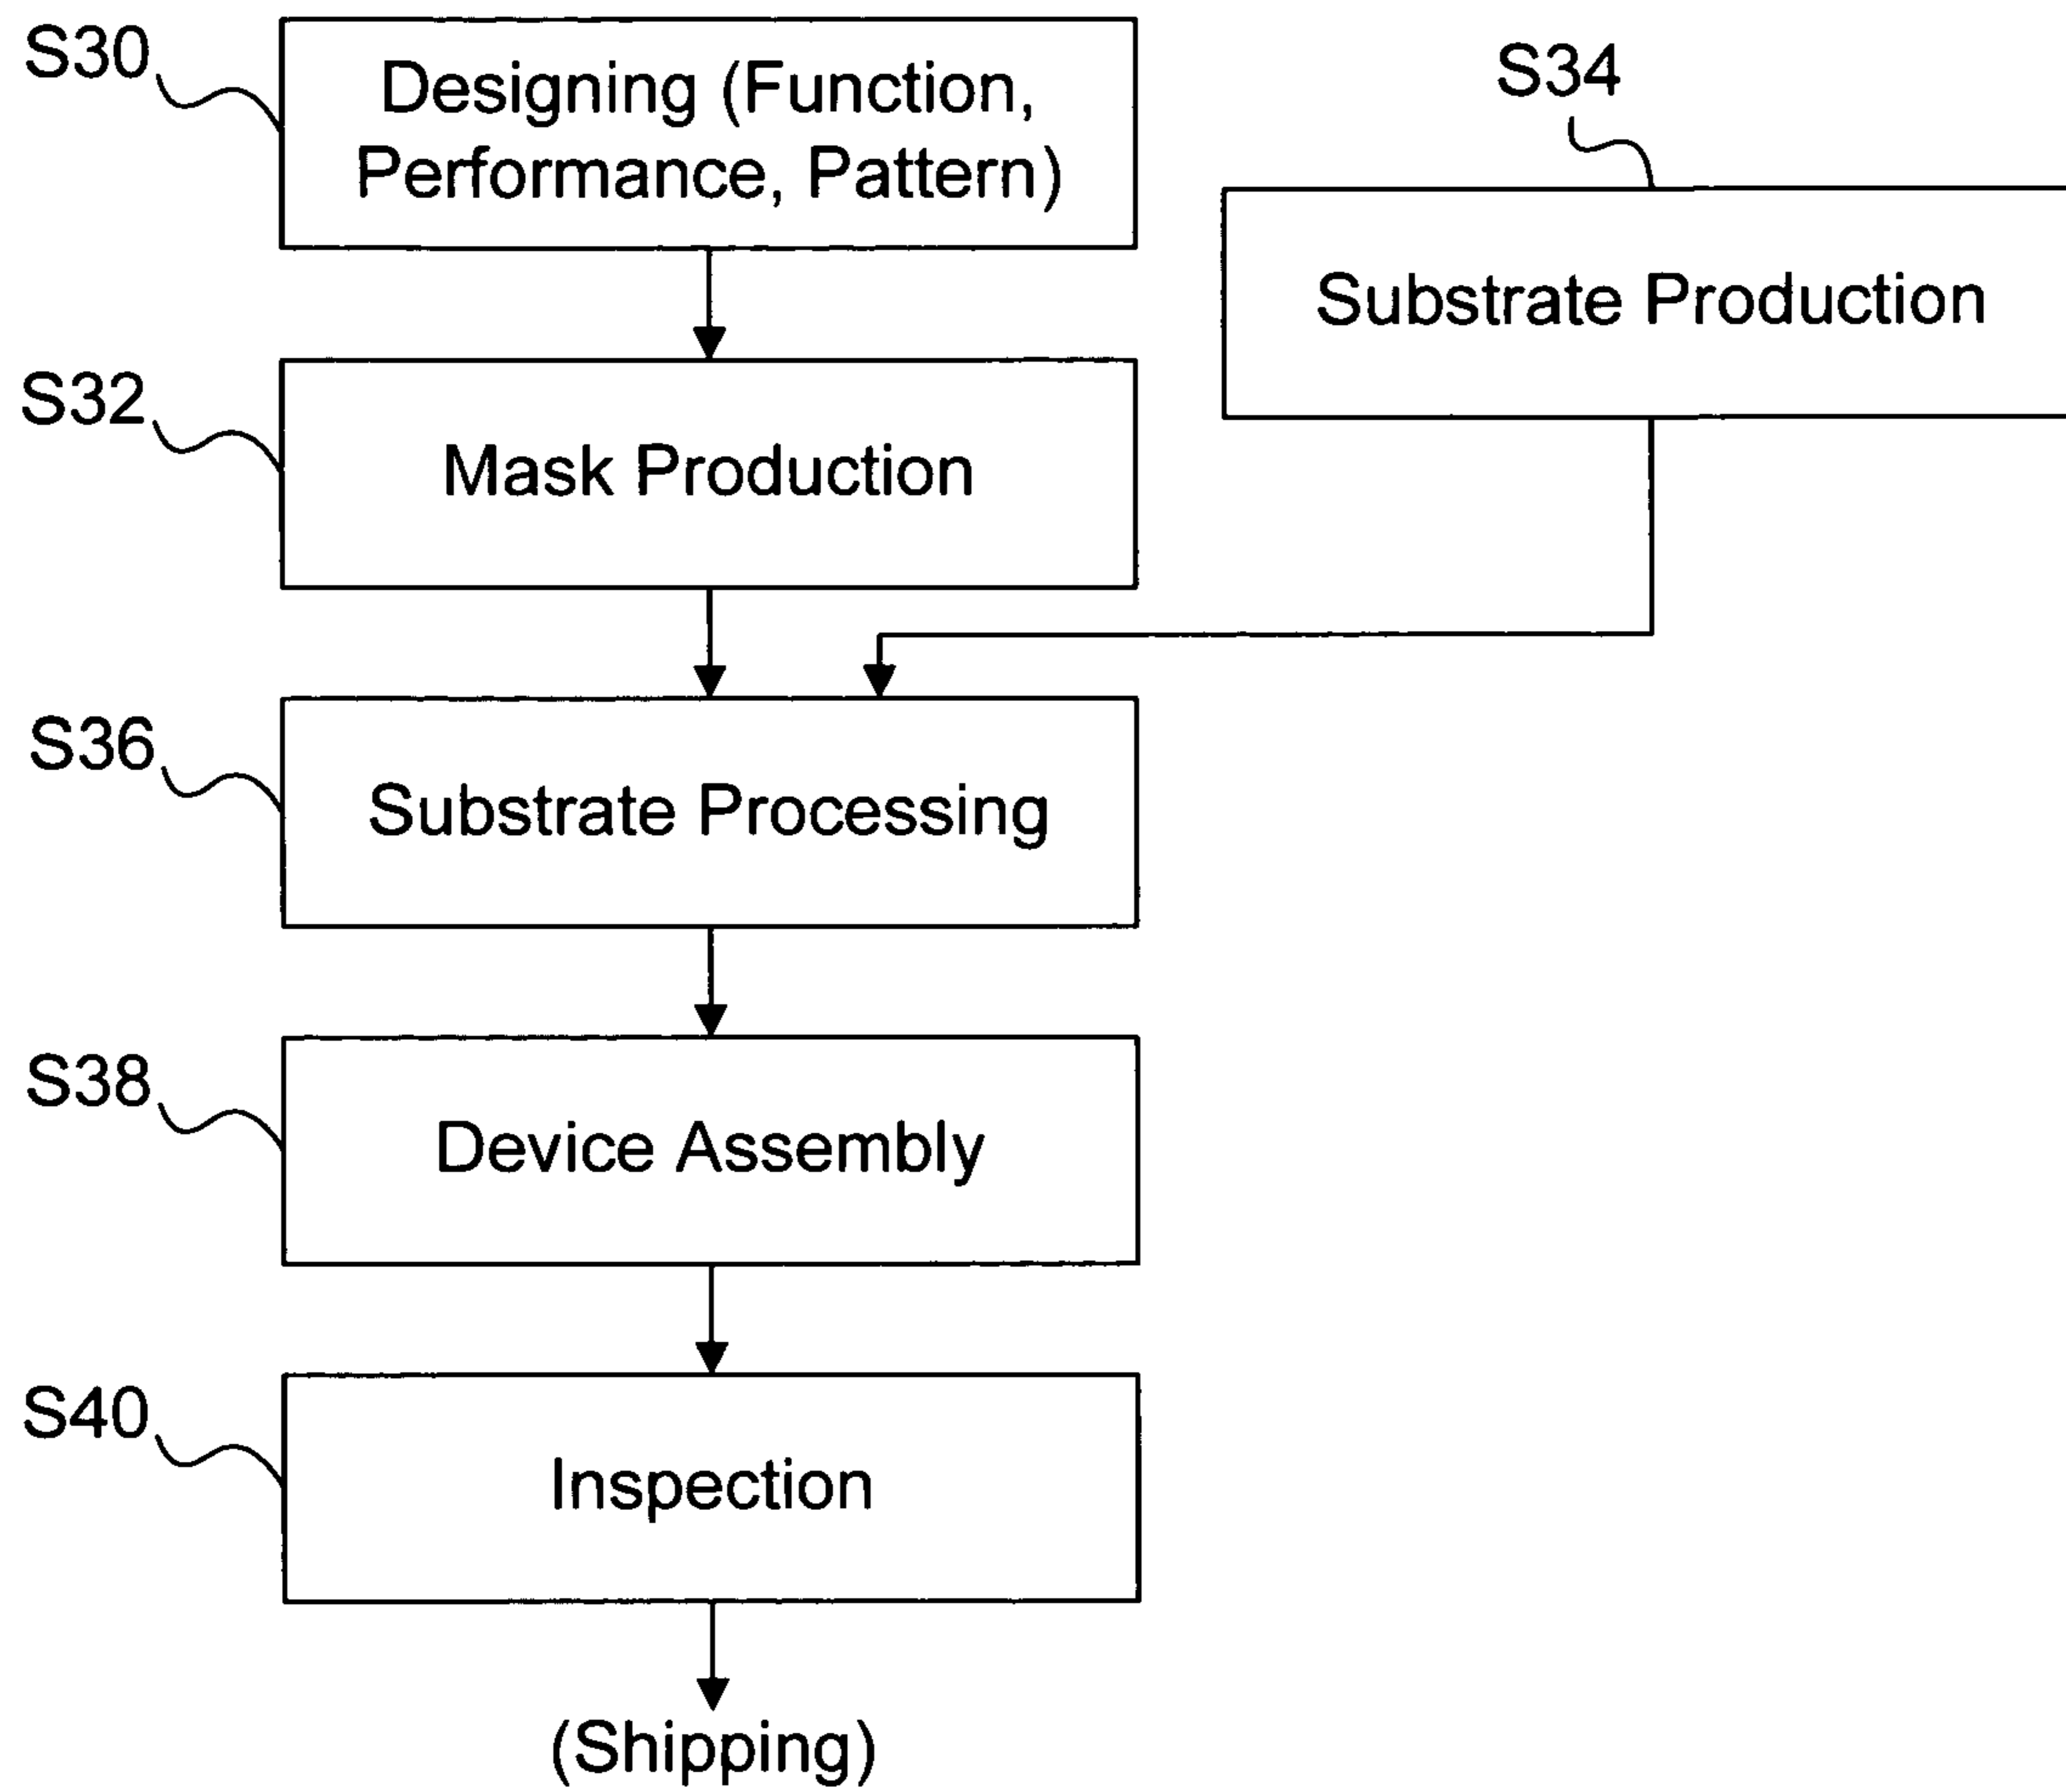 S30
Designing (Function,
Performance, Pattern)
S34
Substrate Production
S32
Mask Production
S36
Substrate Processing
S38
Device Assembly
S40
Inspection
(Shipping)